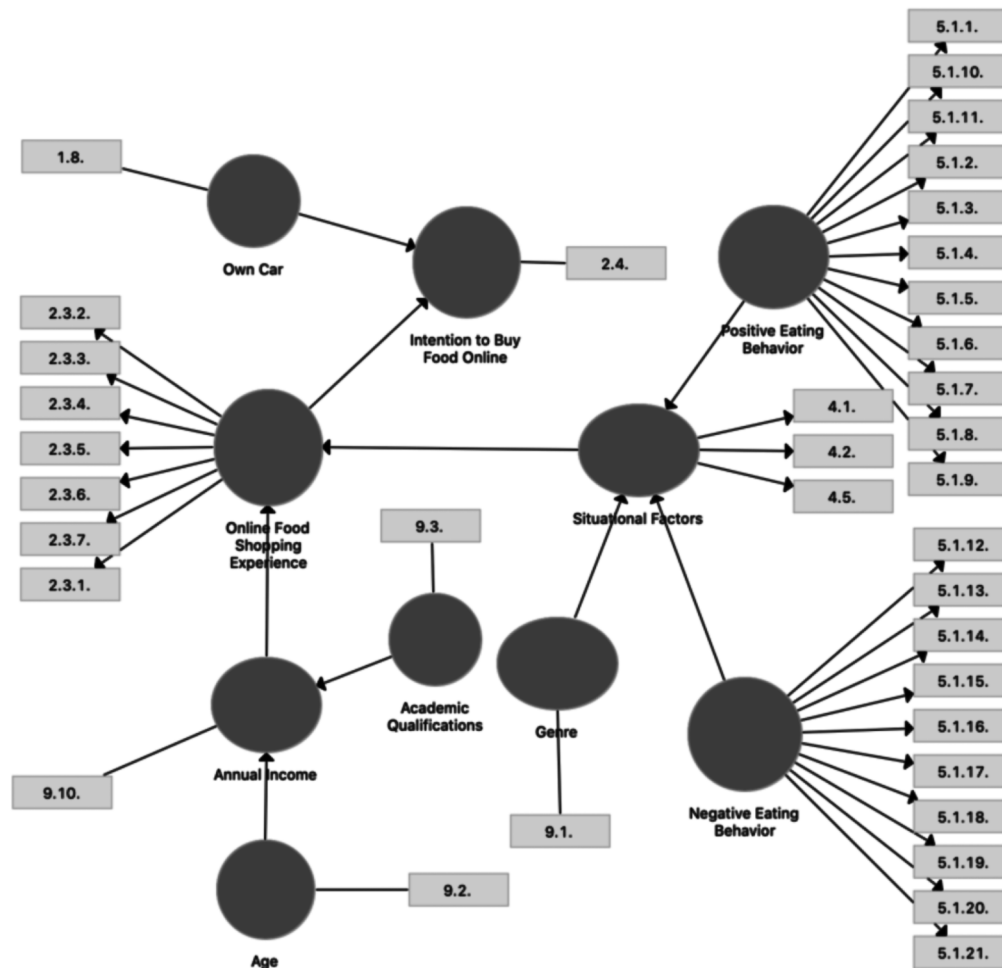 5.1.1.
5.1.10.
5.1.11.
1.8.
5.1.2.
5.1.3.
Own Car
2.4.
5.1.4.
5.1.5.
2.3.2.
Intention to Buy
Food Online
Positive Eating
Behavior
5.1.6.
2.3.3.
5.1.7.
2.3.4.
4.1.
5.1.8.
2.3.5.
4.2.
5.1.9.
2.3.6.
4.5.
Situational Factors
2.3.7.
Online Food
Shopping
Experience
9.3.
2.3.1.
5.1.12.
5.1.13.
5.1.14.
5.1.15.
Academic
Qualifications
5.1.16.
Genre
5.1.17.
Annual Income
9.10.
Negative Eating
Behavior
5.1.18.
9.1.
5.1.19.
9.2.
5.1.20.
5.1.21.
Age